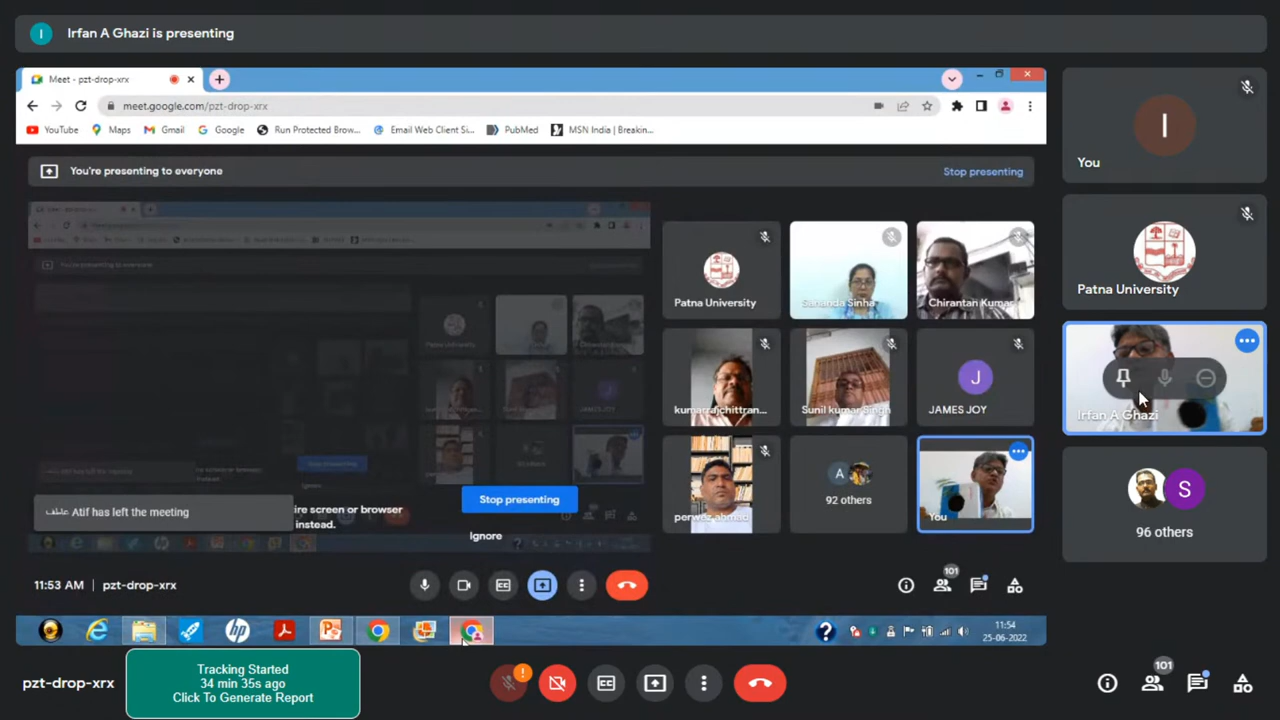 I
Irfan A Ghazi is presenting
Meet - pzt-drop-xrx
meet.google.com/pzt-drop-xrx
YouTube
Maps
Gmail
Google
Run Protected Brow...
Email Web Client Si...
PubMed
MSN India | Breakin...
You're presenting to everyone
Stop presenting
Patna University
Sananda Sinha
Chirantan Kumar
kumarrajchittran...
Sunil kumar Singh
J
JAMES JOY
perwez ahmad
A
92 others
You
عاطف Atif has left the meeting
ire screen or browser
instead.
Stop presenting
Ignore
11:53 AM | pzt-drop-xrx
101
11:54
25-06-2022
I
You
Patna University
Irfan A Ghazi
S
96 others
pzt-drop-xrx
Tracking Started
34 min 35s ago
Click To Generate Report
101